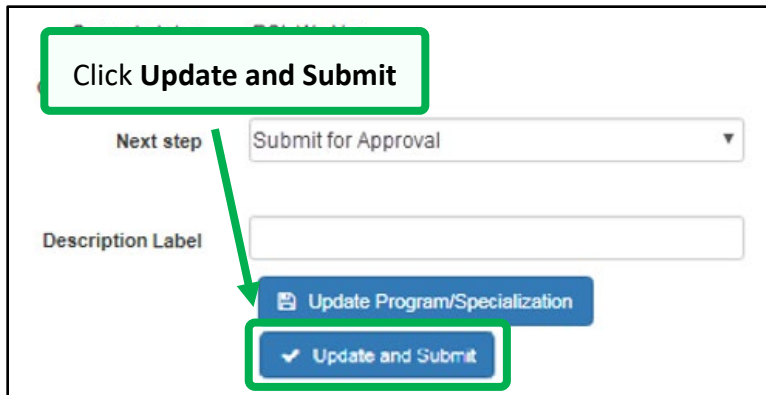 Click Update and Submit
Next step
Submit for Approval
Description Label
Update Program/Specialization
Update and Submit